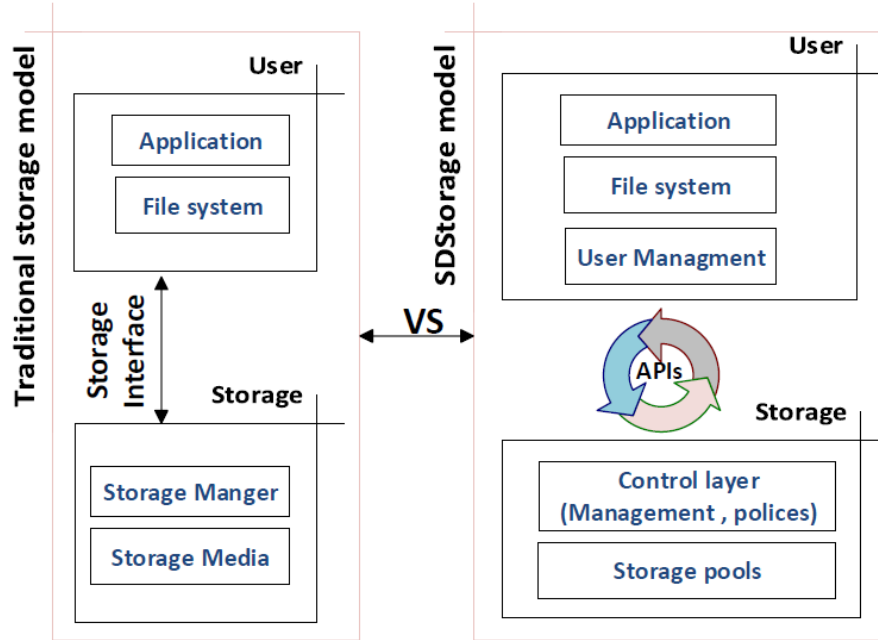 Traditional storage model
User
Application
File system
Storage
Interface
Storage
Storage Manger
Storage Media
VS
SDStorage model
User
Application
File system
User Managment
APIs
Storage
Control layer
(Management , polices)
Storage pools